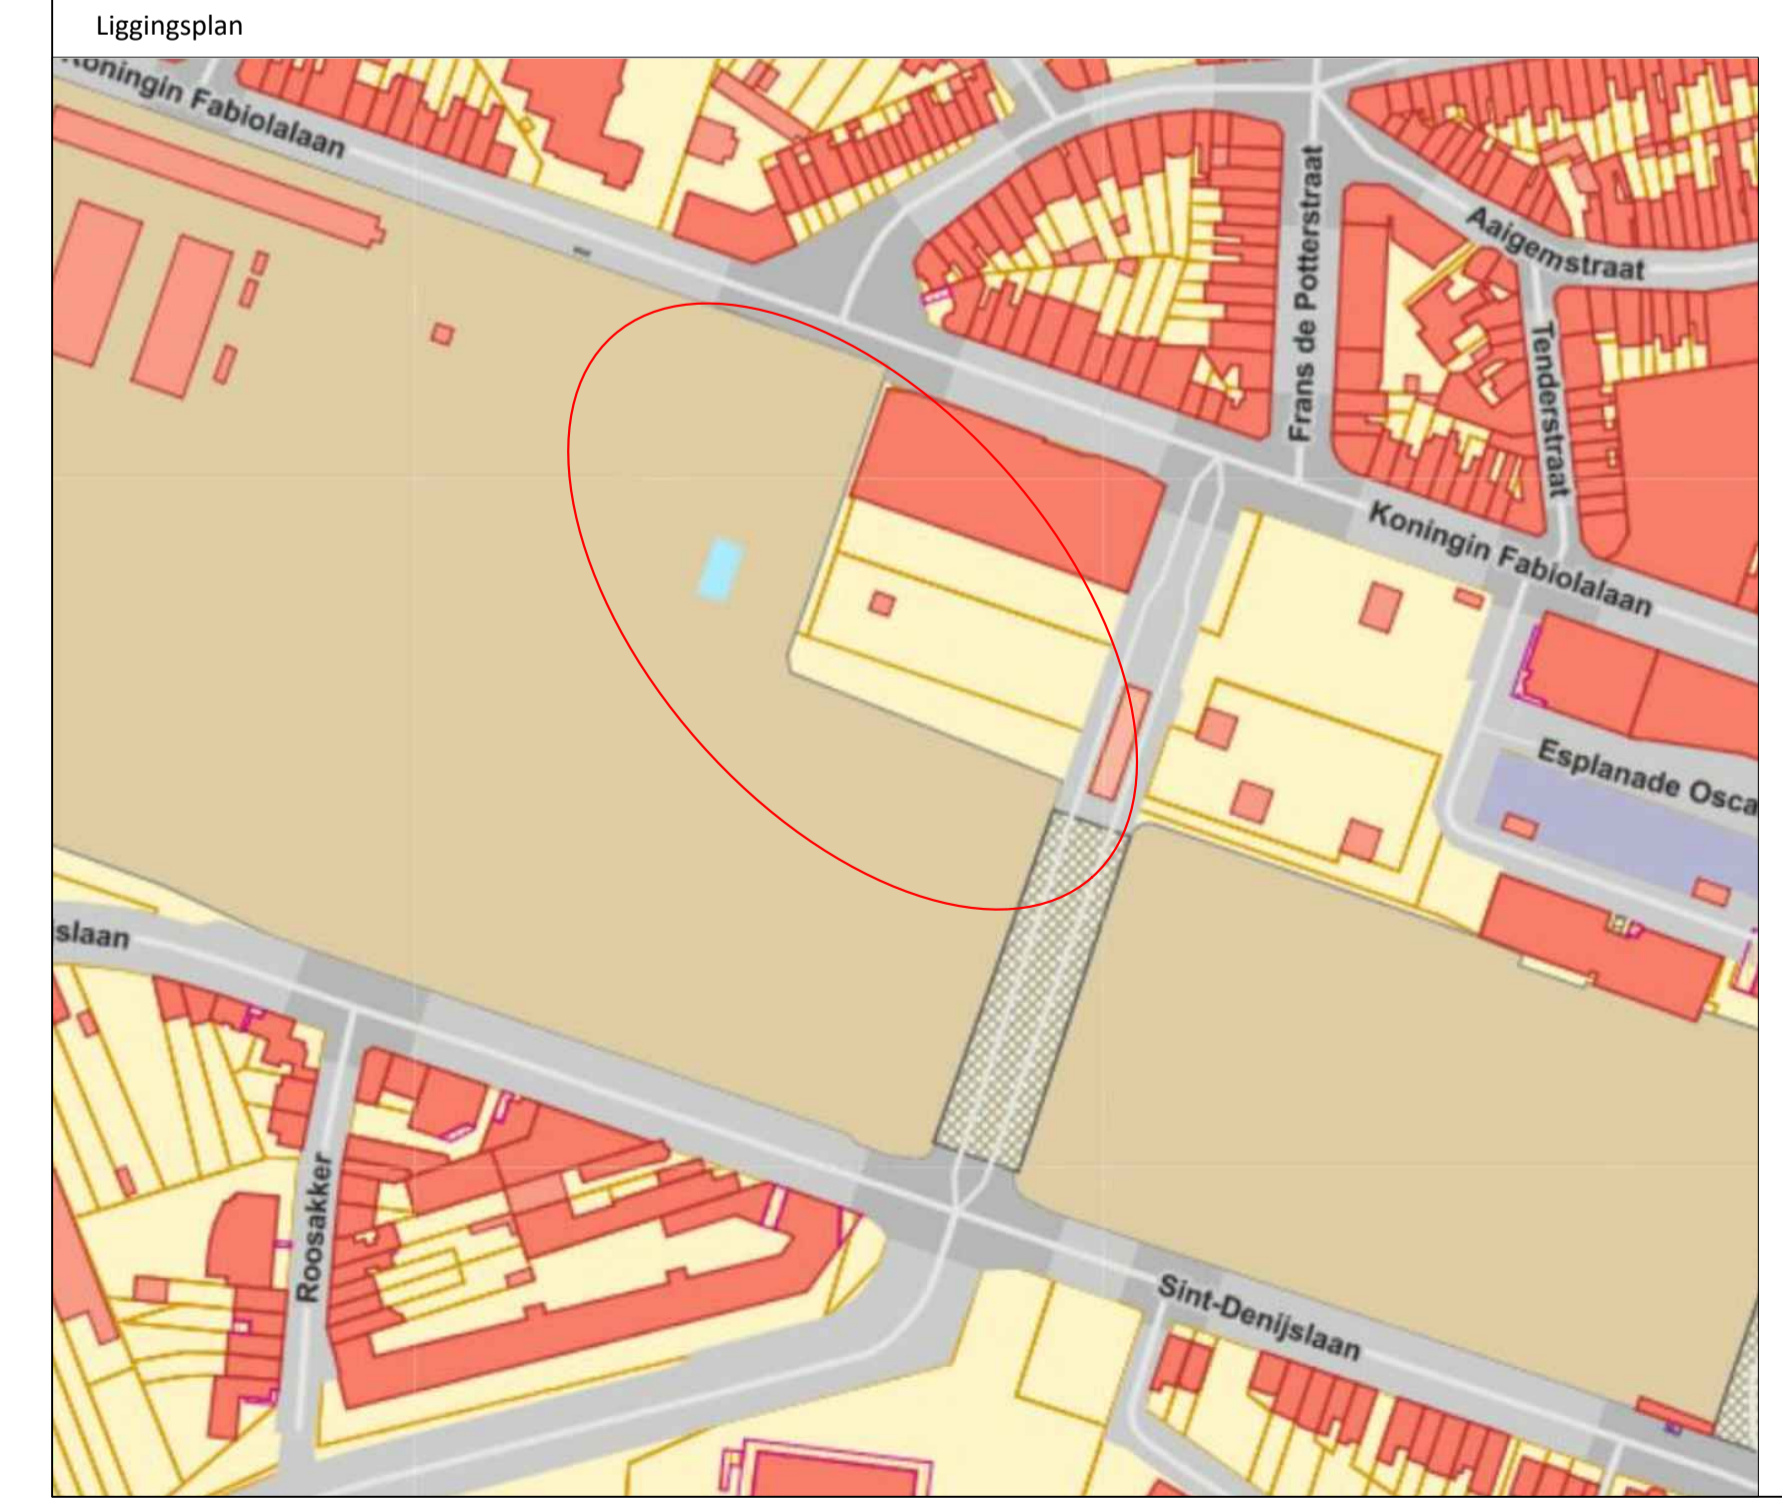 Liggingsplan
Koningin Fabiolalaan
Frans de Potterstraat
Aaigemstraat
Tenderstraat
Koningin Fabiolalaan
Esplanade Osca
slaan
Roosakker
Sint-Denijslaan